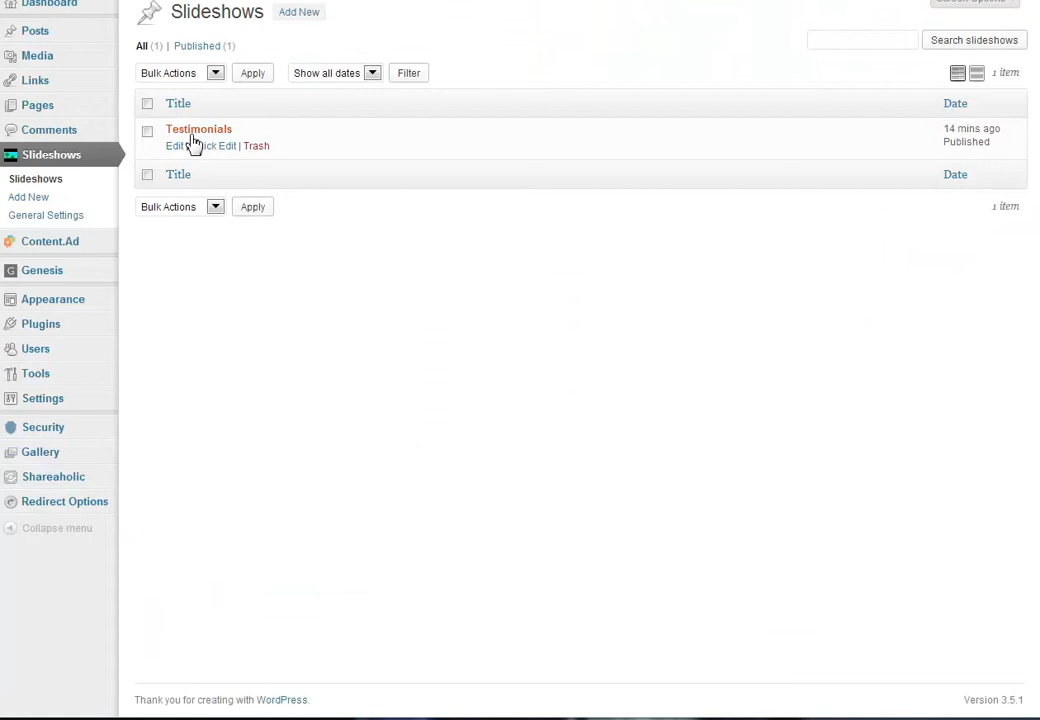 Dashboard
Posts
Media
Links
Pages
Comments
Slideshows
Slideshows
Add New
General Settings
Content.Ad
Genesis
Appearance
Plugins
Users
Tools
Settings
Security
Gallery
Shareaholic
Redirect Options
Collapse menu
Slideshows Add New
Screen Options
All (1) | Published (1)
Search slideshows
Bulk Actions Apply Show all dates Filter 1 item
Title Date
Testimonials 14 mins ago
Published
Edit Edit | Trash
Title Date
Bulk Actions Apply 1 item
Thank you for creating with WordPress. Version 3.5.1